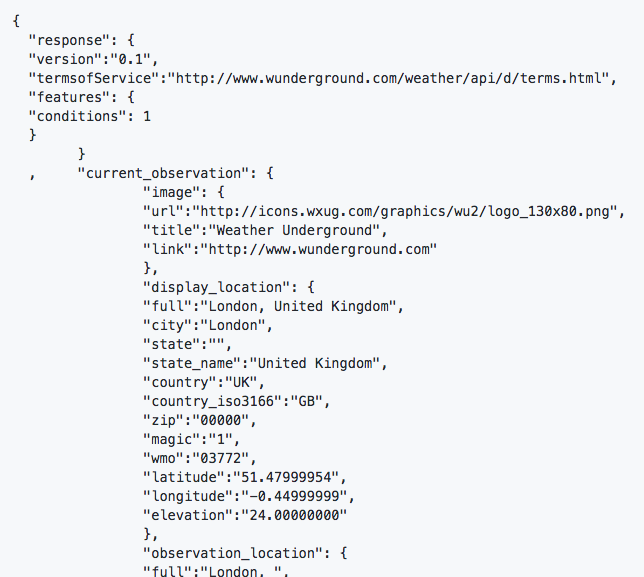 {
"response": {
"version":"0.1",
"termsofService":"http://www.wunderground.com/weather/api/d/terms.html",
"features": {
"conditions": 1
}
}
, "current_observation": {
"image": {
"url":"http://icons.wxug.com/graphics/wu2/logo_130x80.png",
"title":"Weather Underground",
"link":"http://www.wunderground.com"
},
"display_location": {
"full":"London, United Kingdom",
"city":"London",
"state":"",
"state_name":"United Kingdom",
"country":"UK",
"country_iso3166":"GB",
"zip":"00000",
"magic":"1",
"wmo":"03772",
"latitude":"51.47999954",
"longitude":"-0.44999999",
"elevation":"24.00000000"
},
"observation_location": {
"full":"London, ",